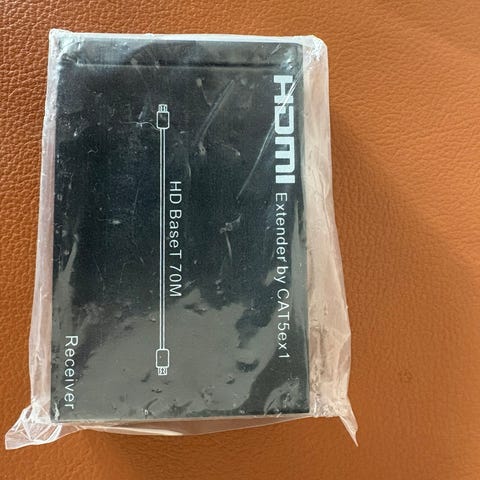 HDMI Extender by CAT5ex1
HD BaseT 70M
Receiver